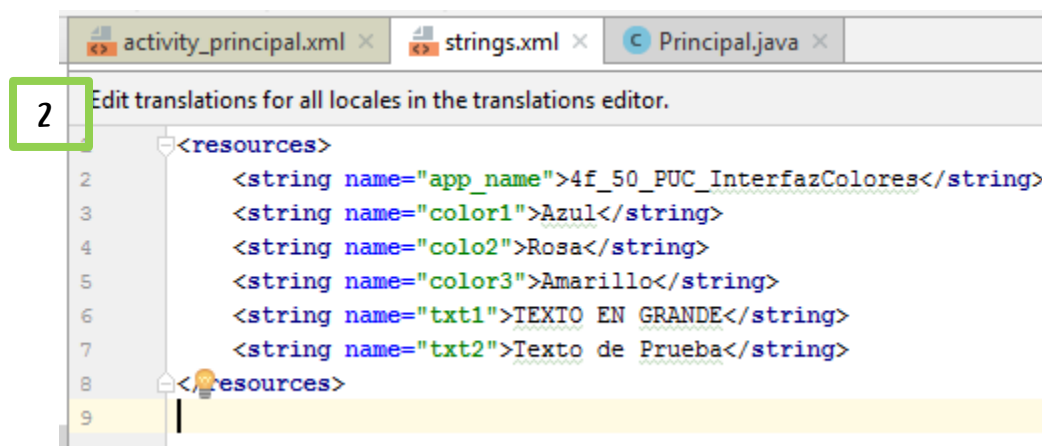 activity_principal.xml × strings.xml × C Principal.java ×
2
Edit translations for all locales in the translations editor.
1 <resources>
2 <string name="app_name">4f_50_PUC_InterfazColores</string>
3 <string name="color1">Azul</string>
4 <string name="colo2">Rosa</string>
5 <string name="color3">Amarillo</string>
6 <string name="txt1">TEXTO EN GRANDE</string>
7 <string name="txt2">Texto de Prueba</string>
8 </resources>
9